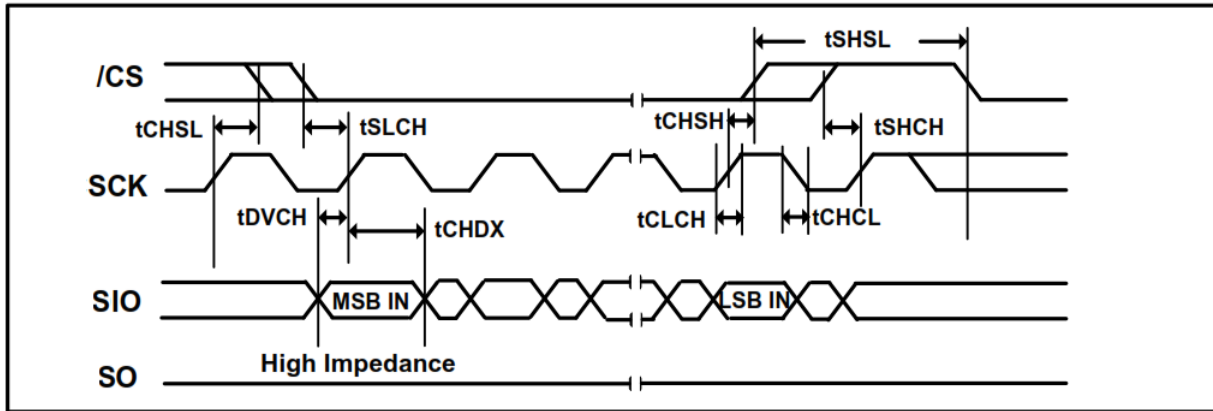 tSHSL
/CS
tCHSL
tSLCH
tCHSH
tSHCH
SCK
tDVCH
tCHDX
tCLCH
tCHCL
SIO
MSB IN
LSB IN
High Impedance
SO